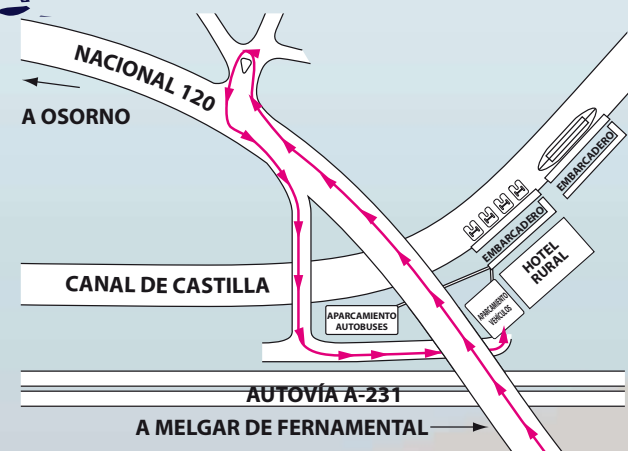 NACIONAL 120
A OSORNO
EMBARCADERO
EMBARCADERO
HOTEL
RURAL
CANAL DE CASTILLA
APARCAMIENTO
VEHÍCULOS
APARCAMIENTO
AUTOBUSES
AUTOVÍA A-231
A MELGAR DE FERNAMENTAL